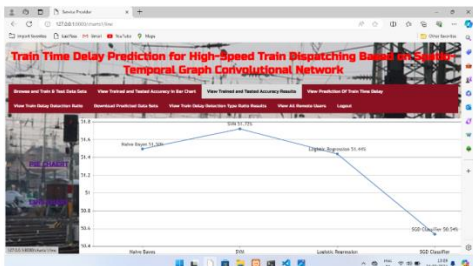 Service Provider
127.0.0.1:8000/charts1/line
Import favorites
Gmail
YouTube
Maps
Other favorites
Train Time Delay Prediction for High-Speed Train Dispatching Based on Spatio-
Temporal Graph Convolutional Network
Browse and Train & Test Data Sets
View Trained and Tested Accuracy in Bar Chart
View Trained and Tested Accuracy Results
View Prediction Of Train Time Delay
View Train Delay Detection Ratio
Download Predicted Data Sets
View Train Delay Detection Type Ratio Results
View All Remote Users
Logout
51.8
SVM 51.72%
51.6
Naive Bayes 51.50%
Logistic Regression 51.44%
51.4
51.2
51
50.8
50.6
SGD Classifier 50.54%
50.4
Naive Bayes
SVM
Logistic Regression
SGD Classifier